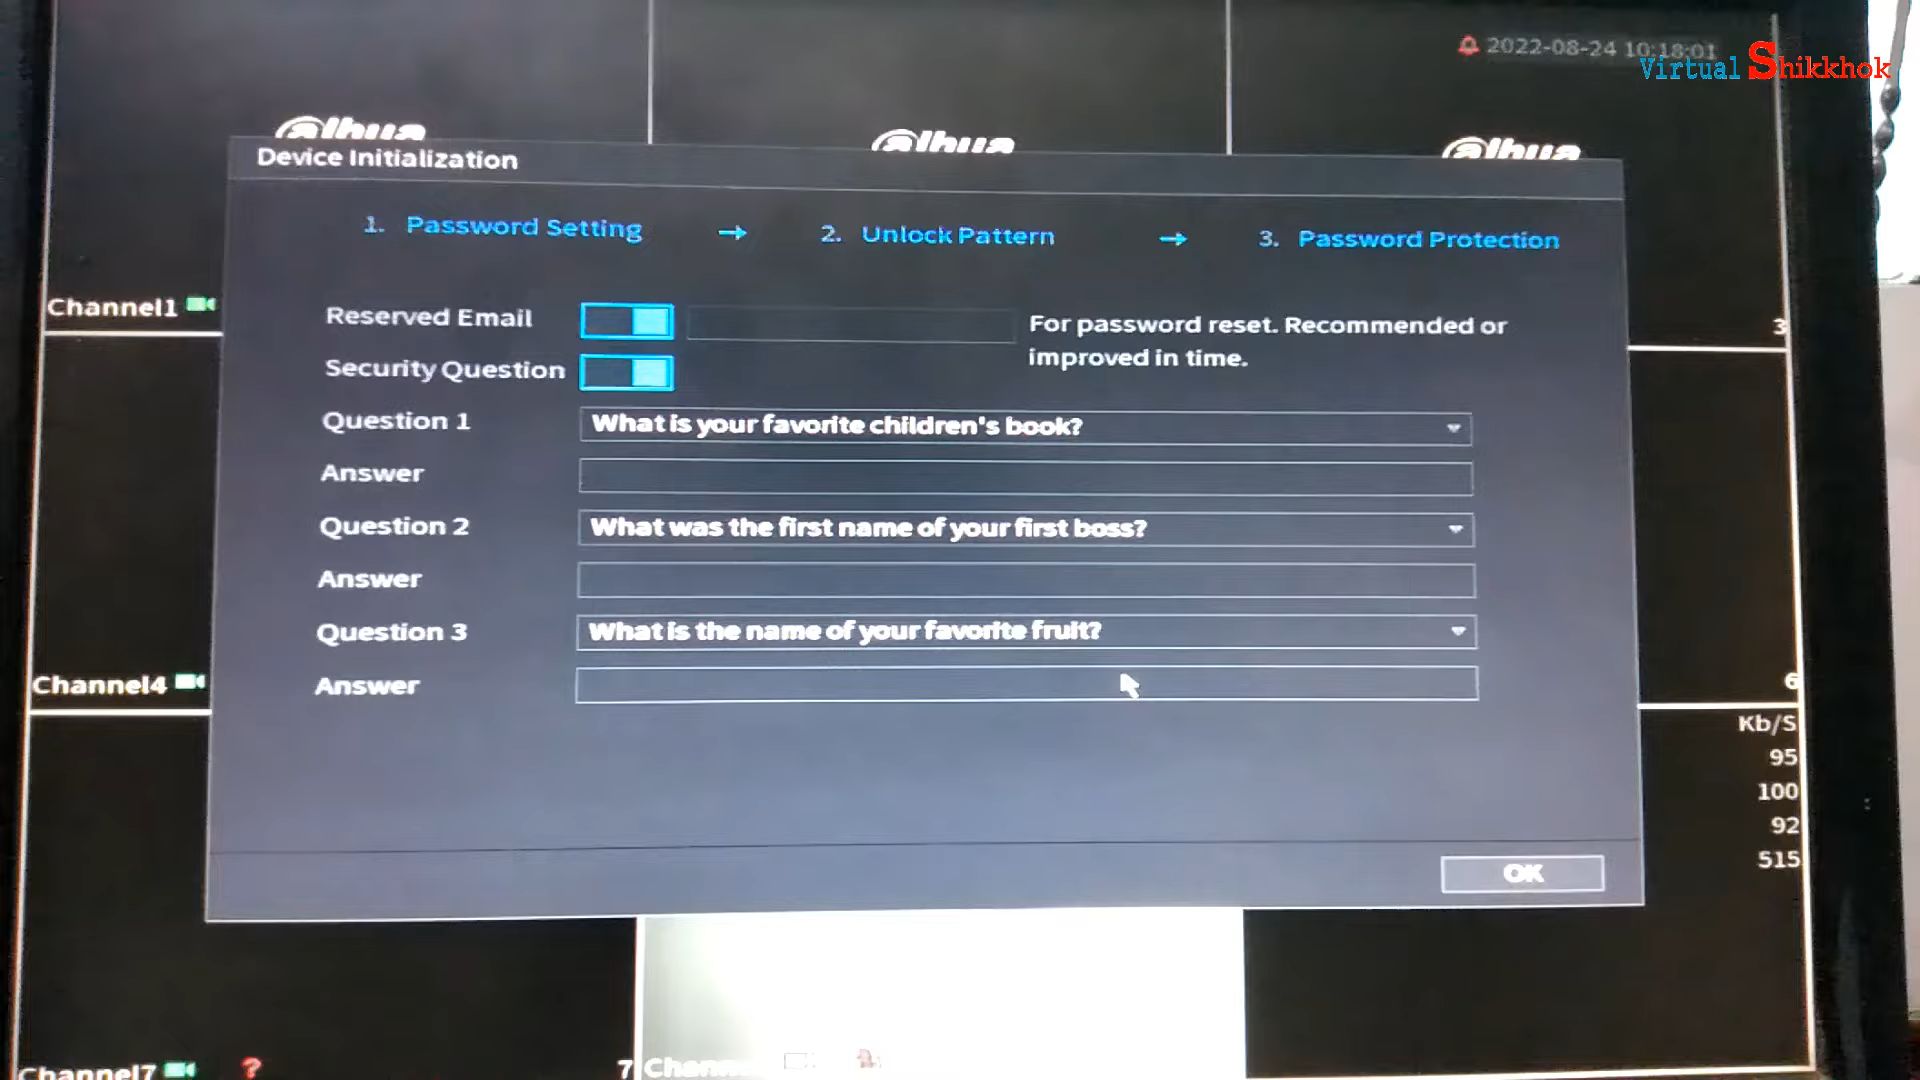 2022-08-24 10:18:01
Virtual Shikkhok
alhua alhua alhua
Device Initialization
1. Password Setting → 2. Unlock Pattern → 3. Password Protection
Channel1
3
Reserved Email
For password reset. Recommended or
improved in time.
Security Question
Question 1 What is your favorite children's book?
Answer
Question 2 What was the first name of your first boss?
Answer
Question 3 What is the name of your favorite fruit?
Channel4
6
Answer
Kb/S
95
100
92
515
OK
Channel7
?
7